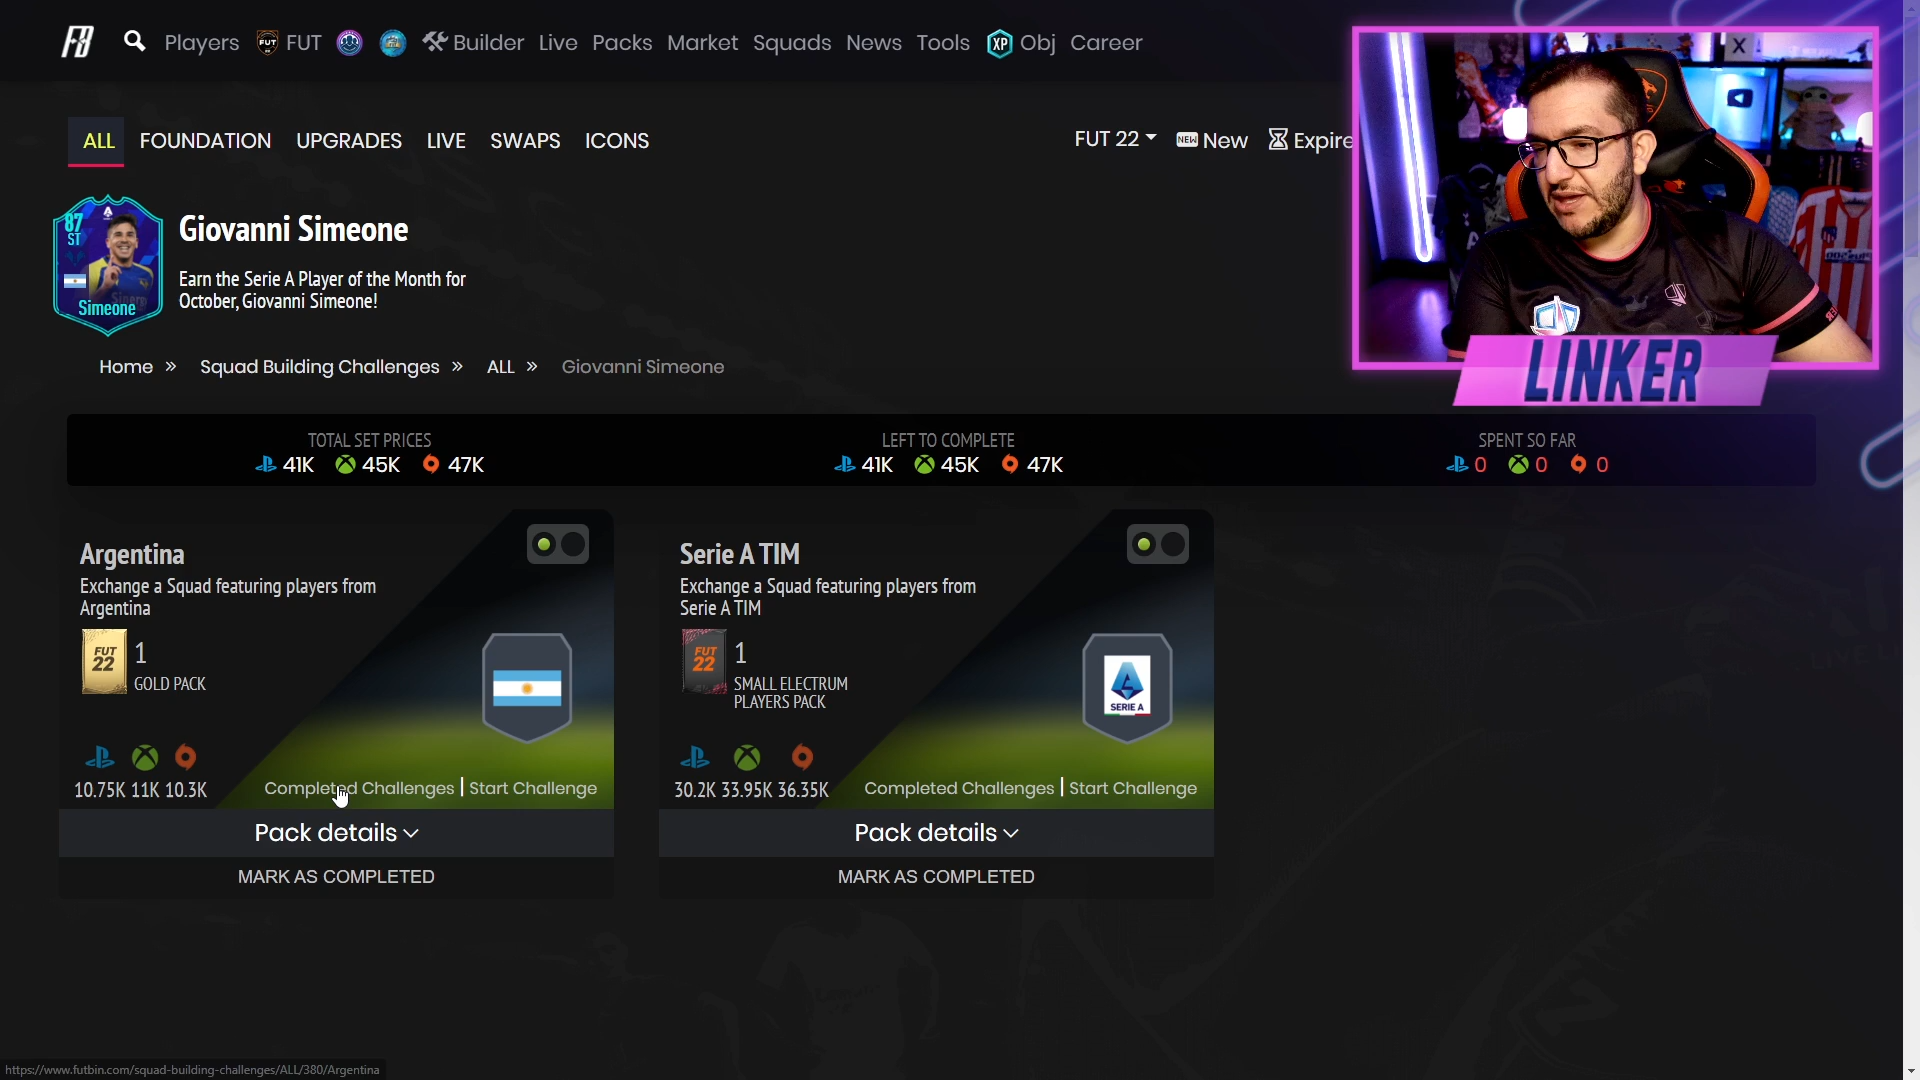 FB Players FUT FUT Builder Live Packs Market Squads News Tools XP Obj Career
X
ALL FOUNDATION UPGRADES LIVE SWAPS ICONS
FUT 22 NEW New Expire
87
ST
Simeone
Giovanni Simeone
Earn the Serie A Player of the Month for
October, Giovanni Simeone!
LINKER
Home » Squad Building Challenges » ALL » Giovanni Simeone
TOTAL SET PRICES
41K 45K 47K
LEFT TO COMPLETE
41K 45K 47K
SPENT SO FAR
0 0 0
Argentina
Exchange a Squad featuring players from
Argentina
FUT
22
1
GOLD PACK
10.75K 11K 10.3K
Completed Challenges | Start Challenge
Pack details
MARK AS COMPLETED
Serie A TIM
Exchange a Squad featuring players from
Serie A TIM
FUT
22
1
SMALL ELECTRUM
PLAYERS PACK
SERIE A
30.2K 33.95K 36.35K
Completed Challenges | Start Challenge
Pack details
MARK AS COMPLETED
https://www.futbin.com/squad-building-challenges/ALL/380/Argentina